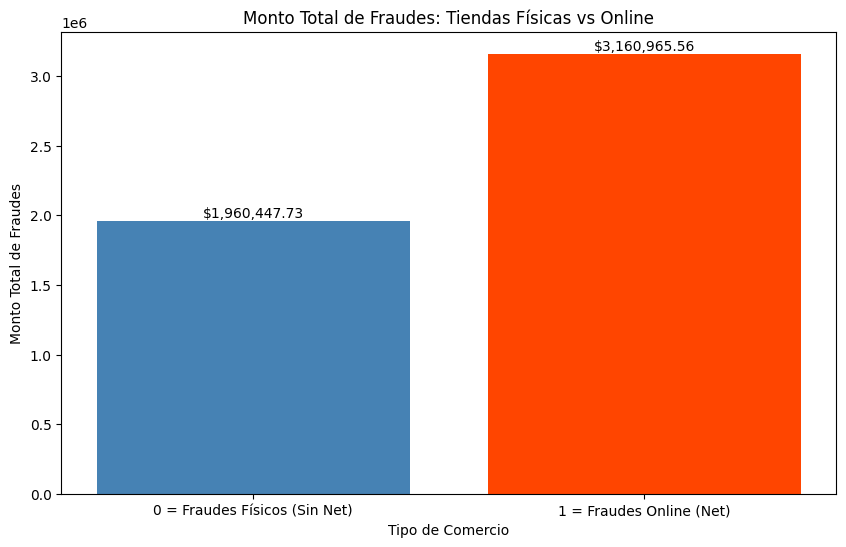 Monto Total de Fraudes: Tiendas Físicas vs Online
1e6
Monto Total de Fraudes
3.0
2.5
2.0
1.5
1.0
0.5
0.0
$1,960,447.73
$3,160,965.56
0 = Fraudes Físicos (Sin Net)
1 = Fraudes Online (Net)
Tipo de Comercio